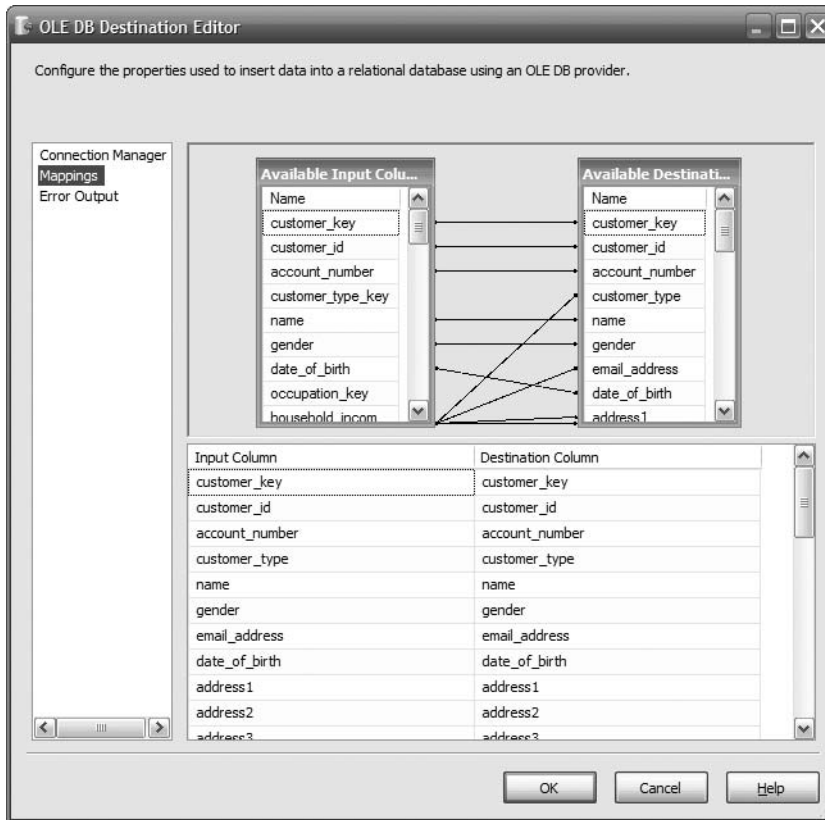 OLE DB Destination Editor
Configure the properties used to insert data into a relational database using an OLE DB provider.
Connection Manager
Mappings
Error Output
Available Input Colu...
Name
customer_key
customer_id
account_number
customer_type_key
name
gender
date_of_birth
occupation_key
household_incom
Available Destinati...
Name
customer_key
customer_id
account_number
customer_type
name
gender
email_address
date_of_birth
address1
Input Column Destination Column
customer_key customer_key
customer_id customer_id
account_number account_number
customer_type customer_type
name name
gender gender
email_address email_address
date_of_birth date_of_birth
address1 address1
address2 address2
address3 address3
OK Cancel Help